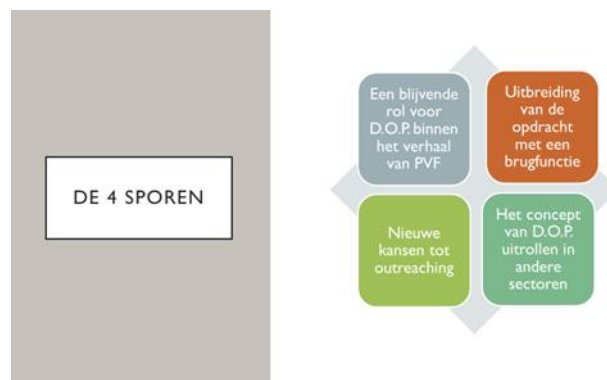 DE 4 SPOREN
Een blijvende
rol voor
D.O.P. binnen
het verhaal
van PVF
Uitbreiding
van de
opdracht
met een
brugfunctie
Nieuwe
kansen tot
outreaching
Het concept
van D.O.P.
uitrollen in
andere
sectoren